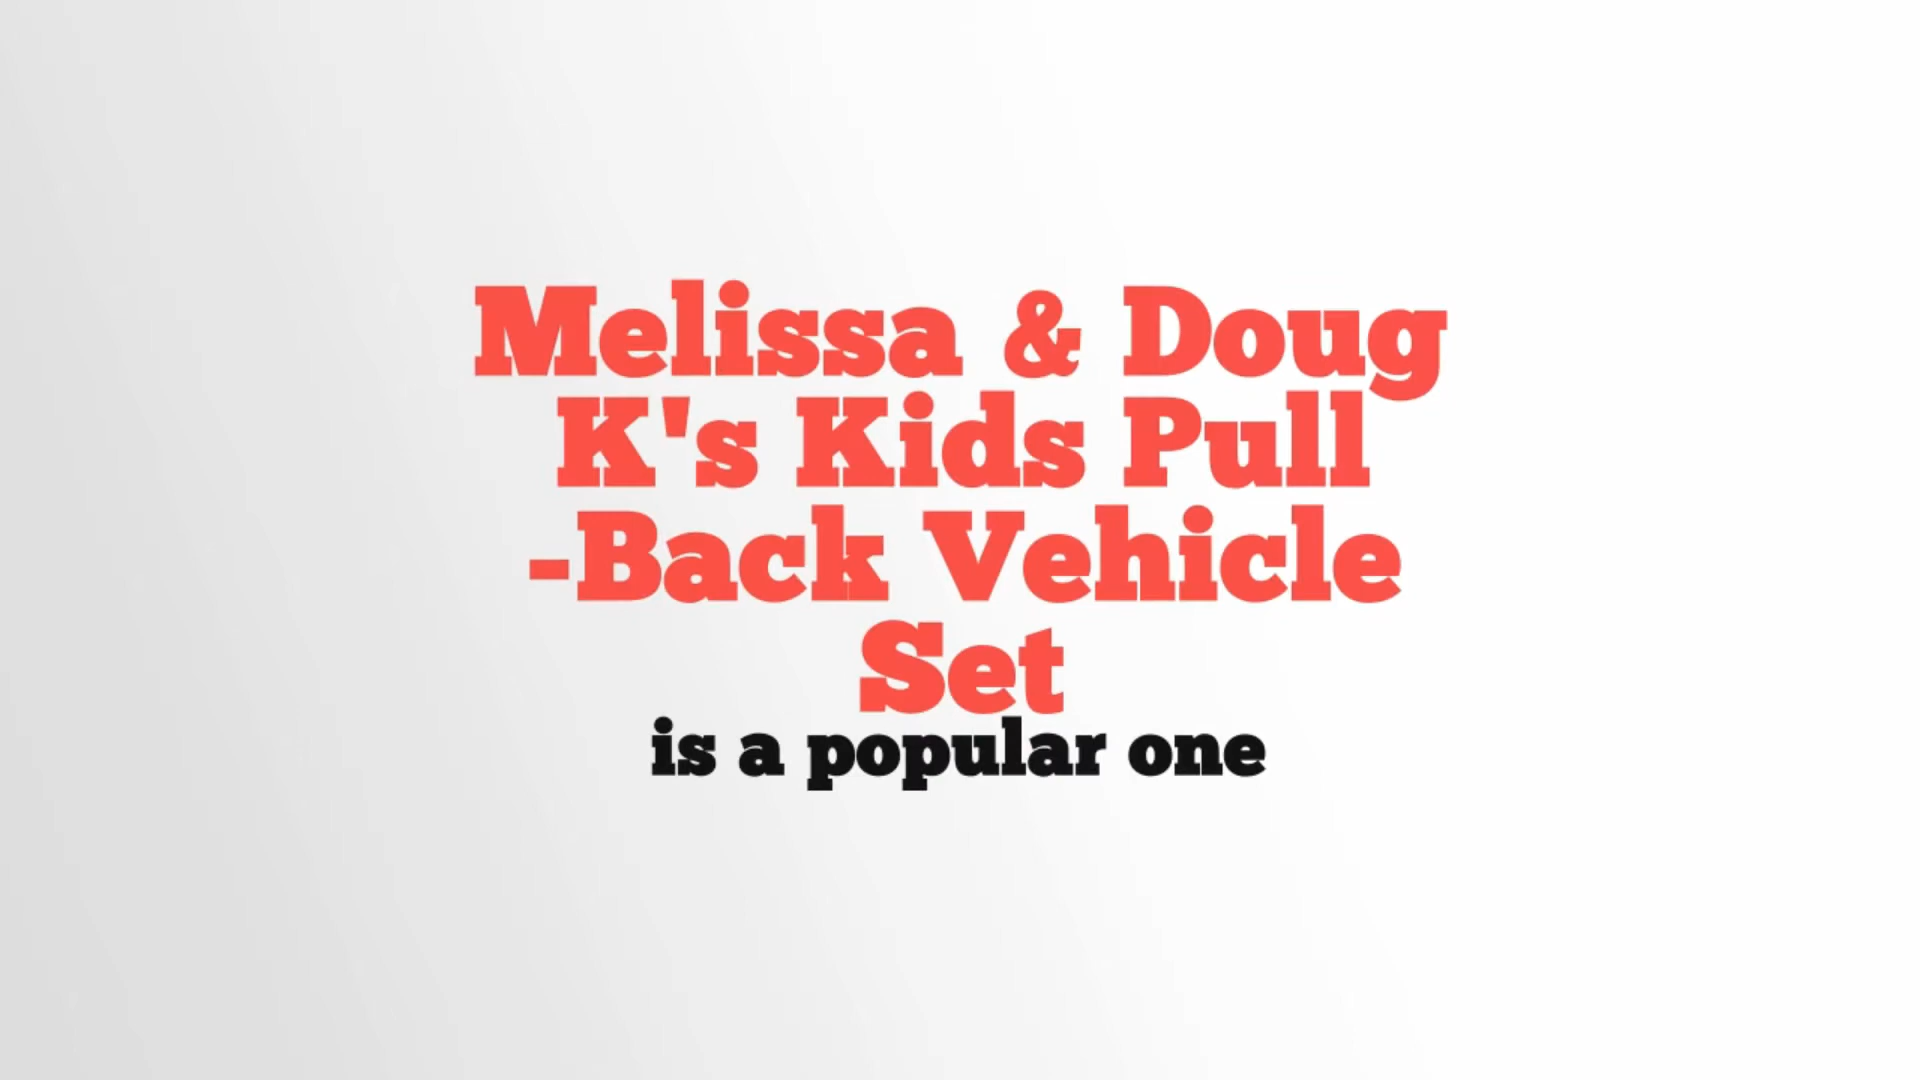 Melissa & Doug
K's Kids Pull
-Back Vehicle
Set
is a popular one